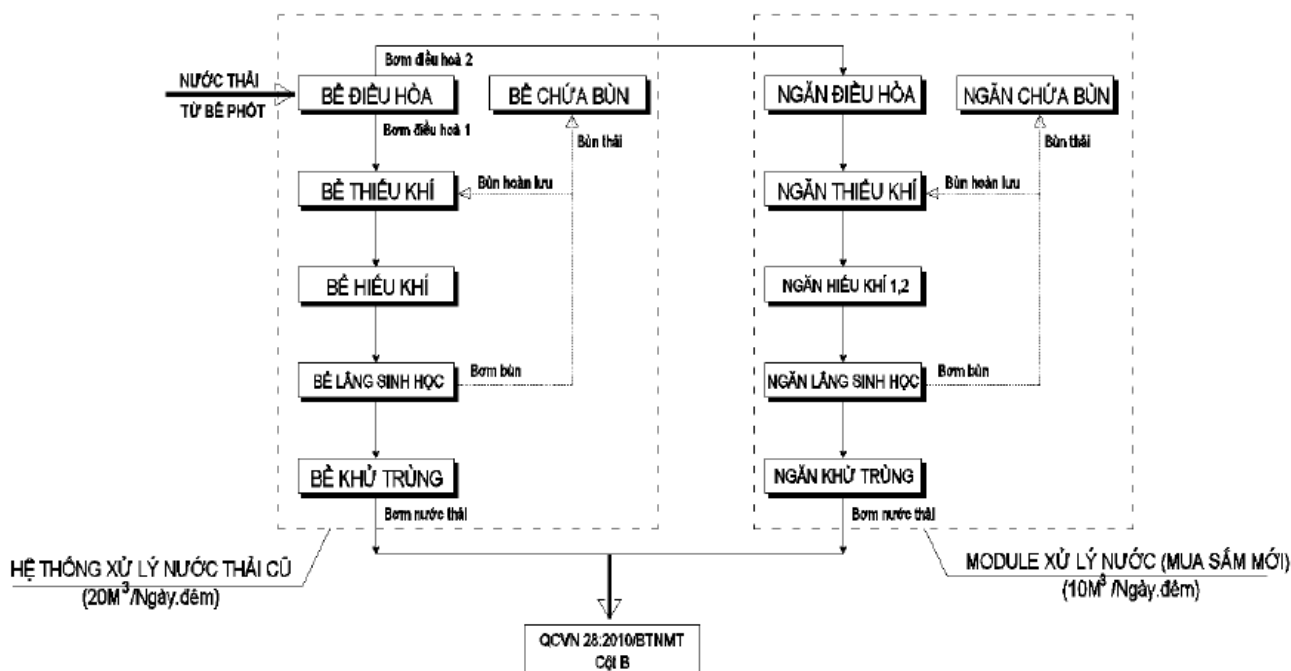 Bơm điều hoà 2
NƯỚC THẢI
TỪ BỂ PHỐT
BỂ ĐIỀU HÒA
BỂ CHỨA BÙN
NGĂN ĐIỀU HÒA
NGĂN CHỨA BÙN
Bơm điều hoà 1
Bùn thải
Bùn thải
BỂ THIẾU KHÍ
Bùn hoàn lưu
NGĂN THIẾU KHÍ
Bùn hoàn lưu
BỂ HIẾU KHÍ
NGĂN HIẾU KHÍ 1,2
BỂ LẮNG SINH HỌC
Bơm bùn
NGĂN LẮNG SINH HỌC
Bơm bùn
BỂ KHỬ TRÙNG
NGĂN KHỬ TRÙNG
Bơm nước thải
Bơm nước thải
HỆ THỐNG XỬ LÝ NƯỚC THẢI CŨ
(20M³/Ngày.đêm)
MODULE XỬ LÝ NƯỚC (MUA SẮM MỚI)
(10M³/Ngày.đêm)
QCVN 28:2010/BTNMT
Cột B